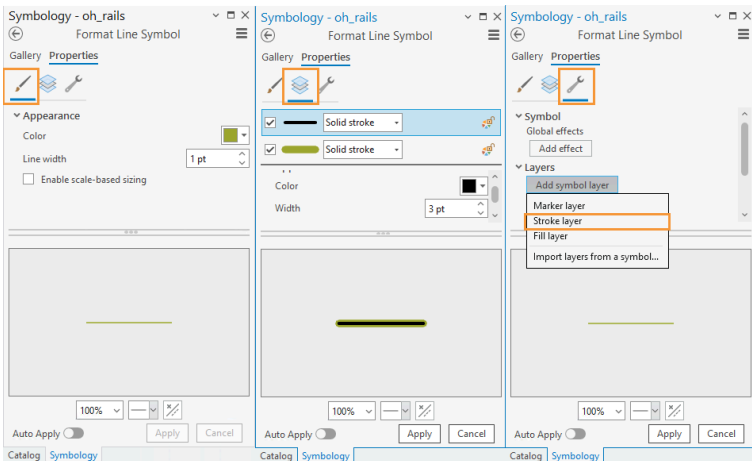 Symbology - oh_rails
Format Line Symbol
Gallery Properties
Appearance
Color
Line width 1 pt
Enable scale-based sizing
100%
Auto Apply Apply Cancel
Catalog Symbology
Symbology - oh_rails
Format Line Symbol
Gallery Properties
Solid stroke
Solid stroke
Color
Width 3 pt
100%
Auto Apply Apply Cancel
Catalog Symbology
Symbology - oh_rails
Format Line Symbol
Gallery Properties
Symbol
Global effects
Add effect
Layers
Add symbol layer
Marker layer
Stroke layer
Fill layer
Import layers from a symbol...
100%
Auto Apply Apply Cancel
Catalog Symbology